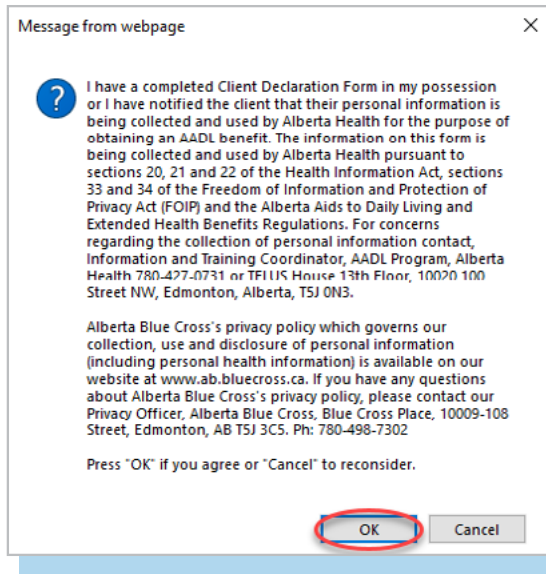 Message from webpage
I have a completed Client Declaration Form in my possession
or I have notified the client that their personal information is
being collected and used by Alberta Health for the purpose of
obtaining an AADL benefit. The information on this form is
being collected and used by Alberta Health pursuant to
sections 20, 21 and 22 of the Health Information Act, sections
33 and 34 of the Freedom of Information and Protection of
Privacy Act (FOIP) and the Alberta Aids to Daily Living and
Extended Health Benefits Regulations. For concerns
regarding the collection of personal information contact,
Information and Training Coordinator, AADL Program, Alberta
Health 780-427-0731 or TELUS House 13th Floor, 10020 100
Street NW, Edmonton, Alberta, T5J 0N3.
Alberta Blue Cross's privacy policy which governs our
collection, use and disclosure of personal information
(including personal health information) is available on our
website at www.ab.bluecross.ca. If you have any questions
about Alberta Blue Cross's privacy policy, please contact our
Privacy Officer, Alberta Blue Cross, Blue Cross Place, 10009-108
Street, Edmonton, AB T5J 3C5. Ph: 780-498-7302
Press "OK" if you agree or "Cancel" to reconsider.
OK Cancel